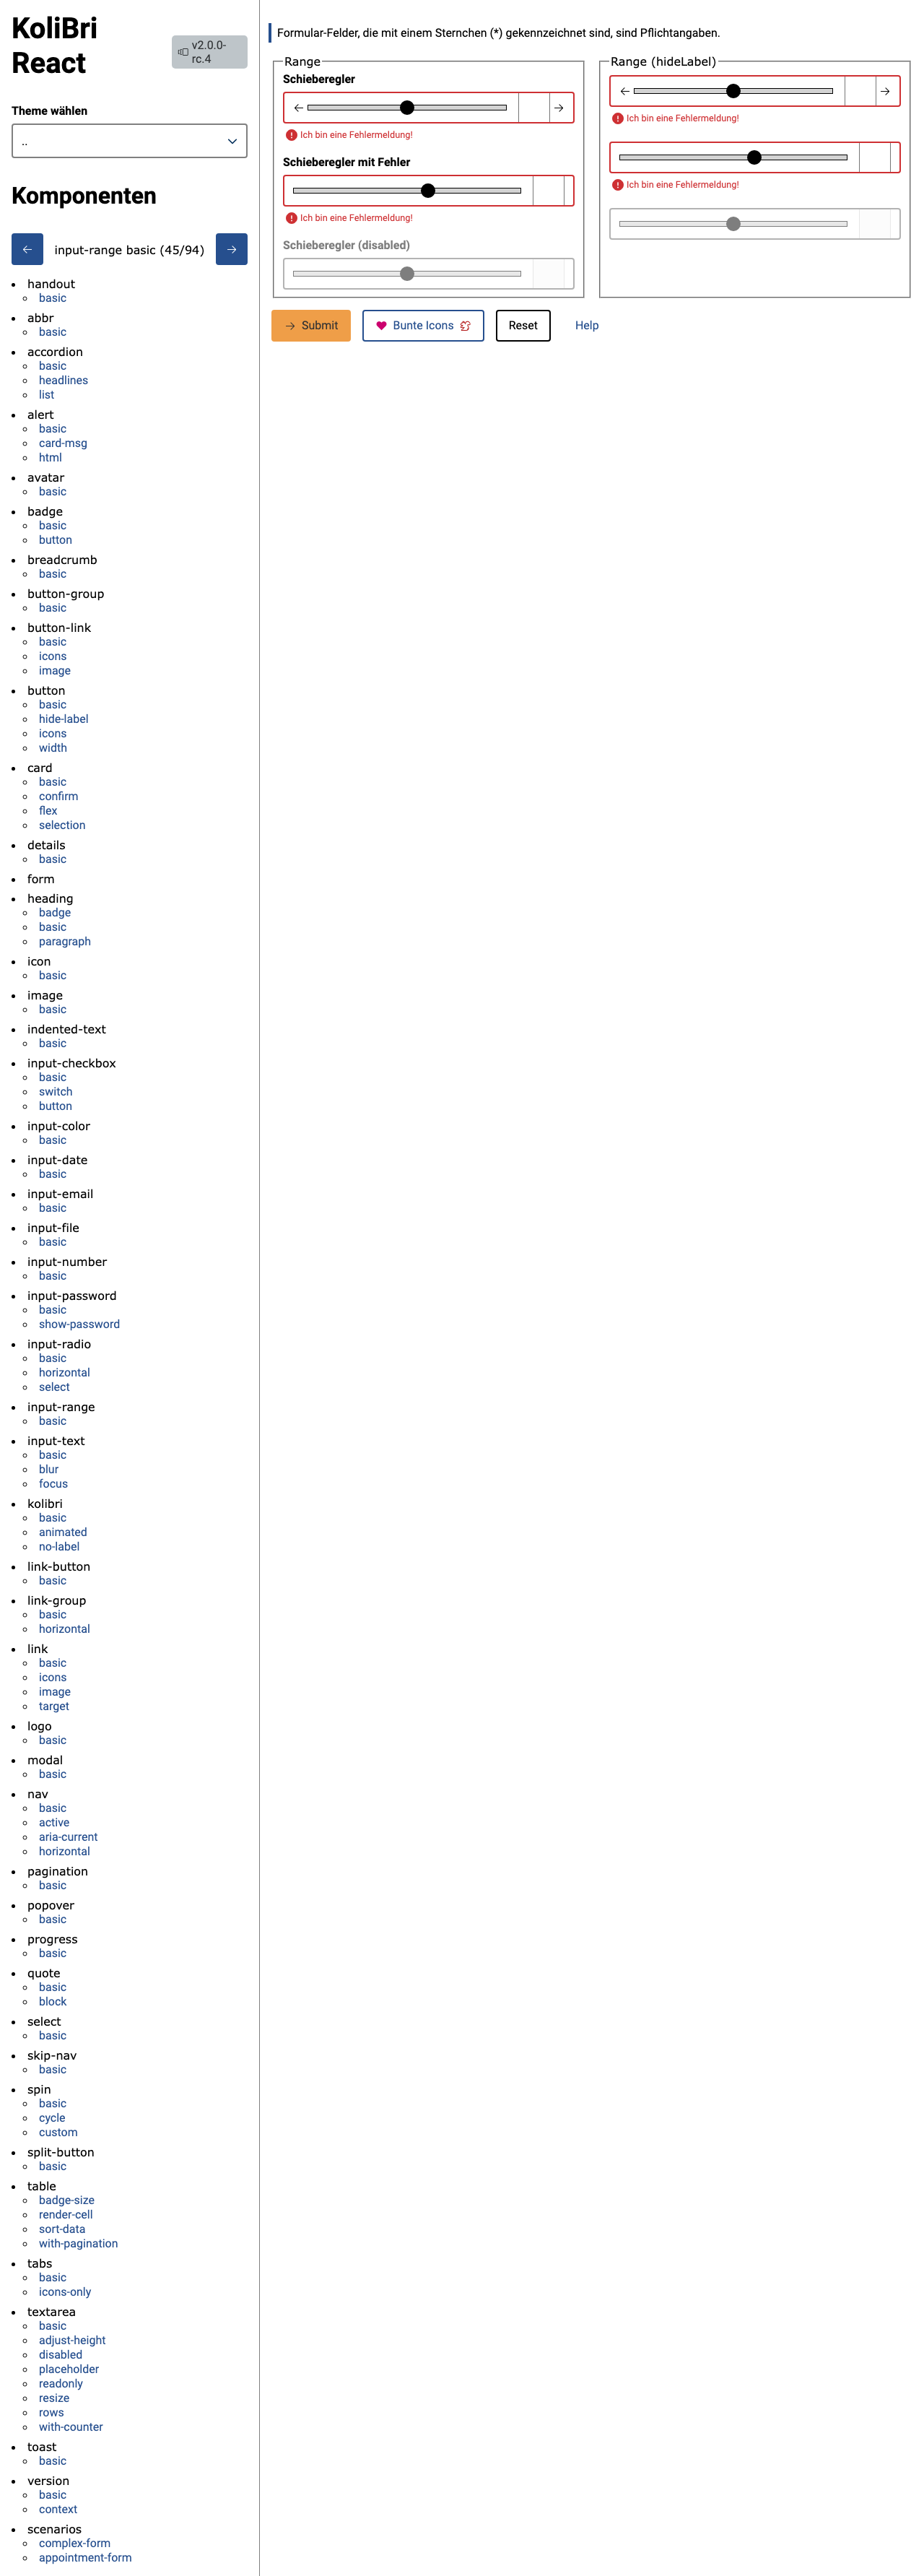 KoliBri
React
v2.0.0-
rc.4
Theme wählen
..
Komponenten
input-range basic (45/94)
handout
basic
abbr
basic
accordion
basic
headlines
list
alert
basic
card-msg
html
avatar
basic
badge
basic
button
breadcrumb
basic
button-group
basic
button-link
basic
icons
image
button
basic
hide-label
icons
width
card
basic
confirm
flex
selection
details
basic
form
heading
badge
basic
paragraph
icon
basic
image
basic
indented-text
basic
input-checkbox
basic
switch
button
input-color
basic
input-date
basic
input-email
basic
input-file
basic
input-number
basic
input-password
basic
show-password
input-radio
basic
horizontal
select
input-range
basic
input-text
basic
blur
focus
kolibri
basic
animated
no-label
link-button
basic
link-group
basic
horizontal
link
basic
icons
image
target
logo
basic
modal
basic
nav
basic
active
aria-current
horizontal
pagination
basic
popover
basic
progress
basic
quote
basic
block
select
basic
skip-nav
basic
spin
basic
cycle
custom
split-button
basic
table
badge-size
render-cell
sort-data
with-pagination
tabs
basic
icons-only
textarea
basic
adjust-height
disabled
placeholder
readonly
resize
rows
with-counter
toast
basic
version
basic
context
scenarios
complex-form
appointment-form
Formular-Felder, die mit einem Sternchen (*) gekennzeichnet sind, sind Pflichtangaben.
Range
Schieberegler
Ich bin eine Fehlermeldung!
Schieberegler mit Fehler
Ich bin eine Fehlermeldung!
Schieberegler (disabled)
Range (hideLabel)
Ich bin eine Fehlermeldung!
Ich bin eine Fehlermeldung!
Submit
Bunte Icons
Reset
Help